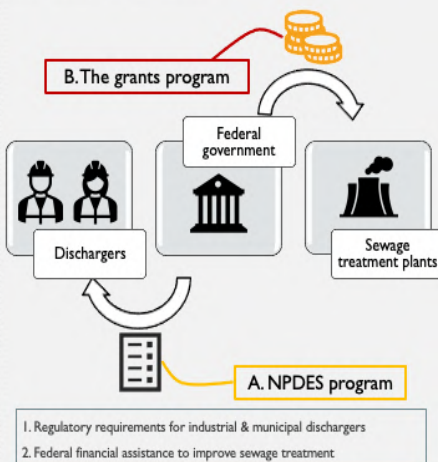 B. The grants program
Federal
government
Dischargers
Sewage
treatment plants
A. NPDES program
1. Regulatory requirements for industrial & municipal dischargers
2. Federal financial assistance to improve sewage treatment